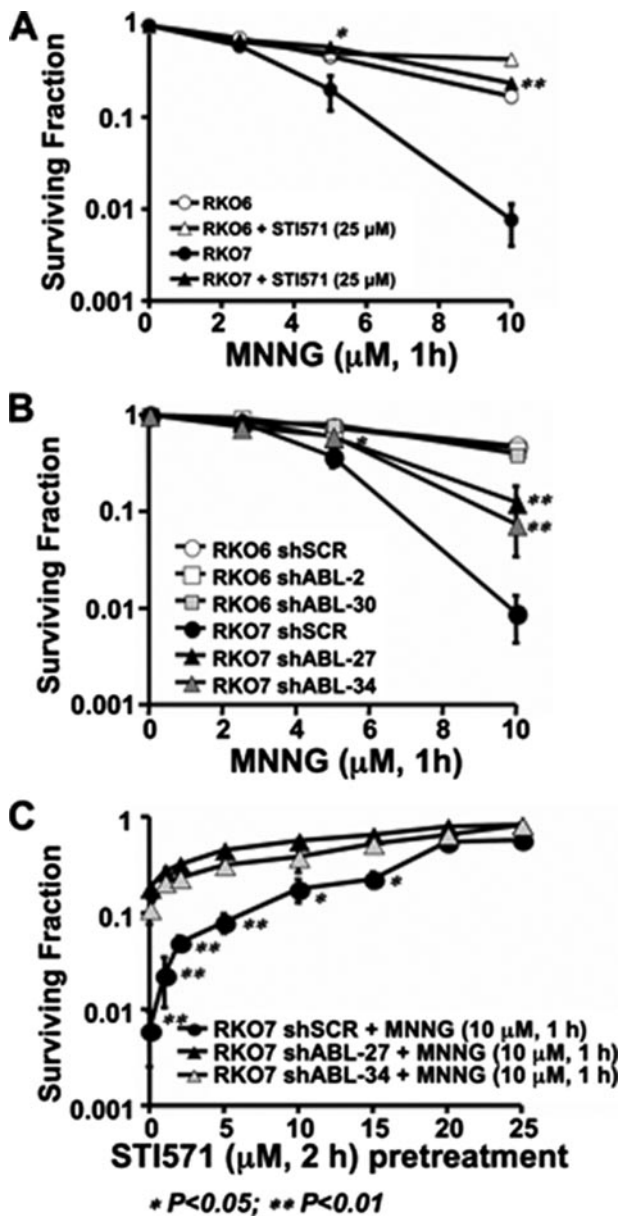 A
Surviving Fraction
1
0.1
0.01
0.001
*
**
RKO6
RKO6 + STI571 (25 µM)
RKO7
RKO7 + STI571 (25 µM)
0 2 4 6 8 10
MNNG (µM, 1h)
B
Surviving Fraction
1
0.1
0.01
0.001
*
**
**
RKO6 shSCR
RKO6 shABL-2
RKO6 shABL-30
RKO7 shSCR
RKO7 shABL-27
RKO7 shABL-34
0 2 4 6 8 10
MNNG (µM, 1h)
C
Surviving Fraction
1
0.1
0.01
0.001
**
**
**
**
*
*
RKO7 shSCR + MNNG (10 µM, 1 h)
RKO7 shABL-27 + MNNG (10 µM, 1 h)
RKO7 shABL-34 + MNNG (10 µM, 1 h)
0 5 10 15 20 25
STI571 (µM, 2 h) pretreatment
* P<0.05; ** P<0.01